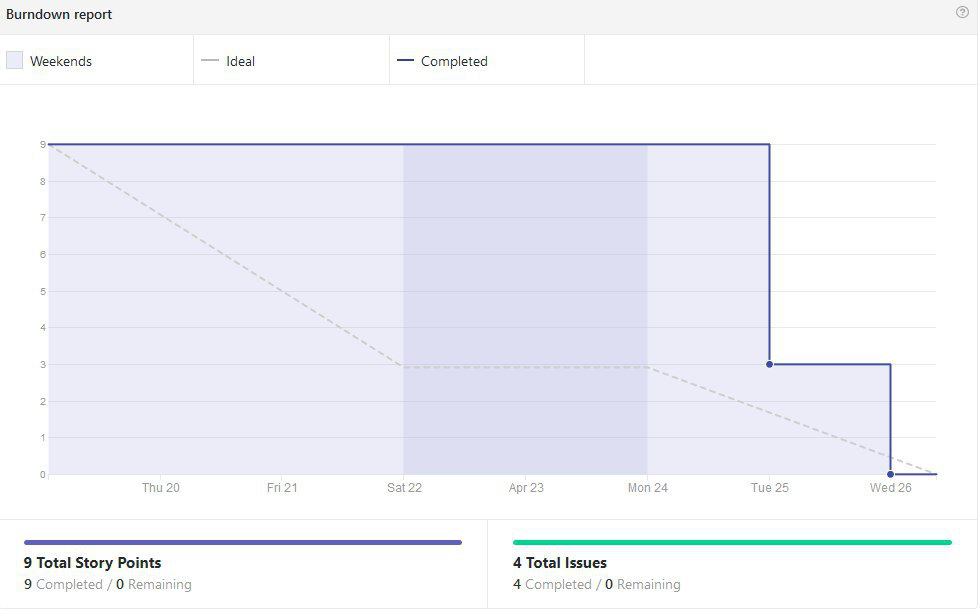 Burndown report
?
Weekends
Ideal
Completed
9
8
7
6
5
4
3
2
1
0
Thu 20 Fri 21 Sat 22 Apr 23 Mon 24 Tue 25 Wed 26
9 Total Story Points
9 Completed / 0 Remaining
4 Total Issues
4 Completed / 0 Remaining